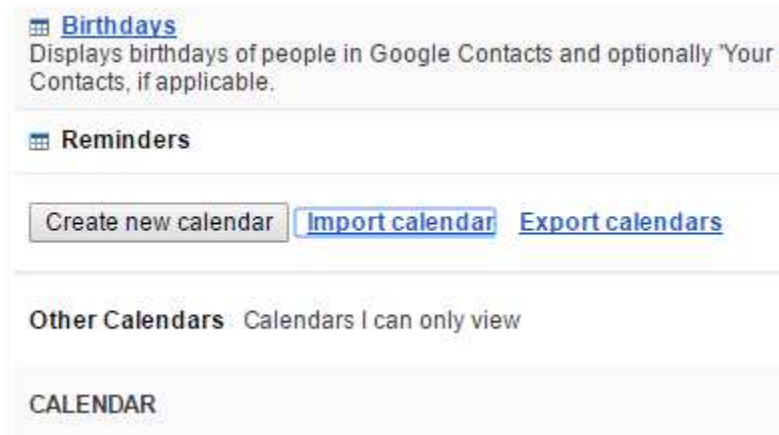 Birthdays
Displays birthdays of people in Google Contacts and optionally 'Your
Contacts, if applicable.
Reminders
Create new calendar Import calendar Export calendars
Other Calendars Calendars I can only view
CALENDAR